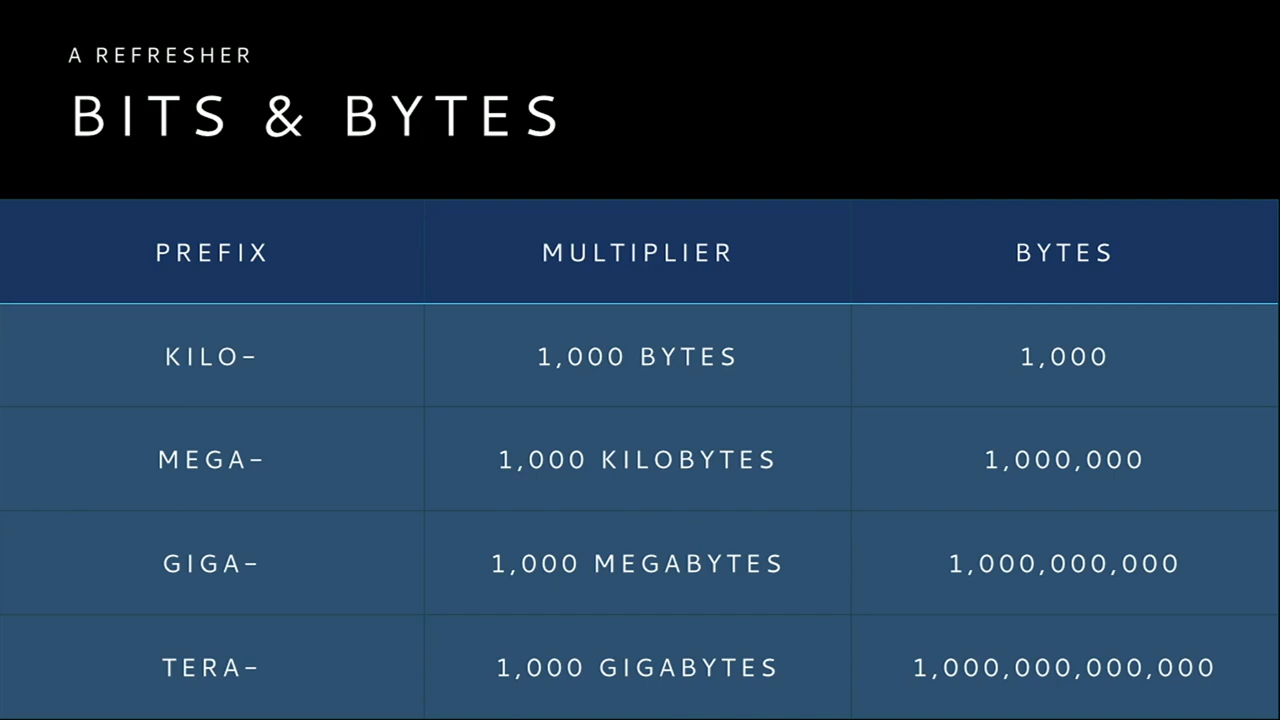 A REFRESHER
BITS & BYTES
PREFIX MULTIPLIER BYTES
KILO- 1,000 BYTES 1,000
MEGA- 1,000 KILOBYTES 1,000,000
GIGA- 1,000 MEGABYTES 1,000,000,000
TERA- 1,000 GIGABYTES 1,000,000,000,000